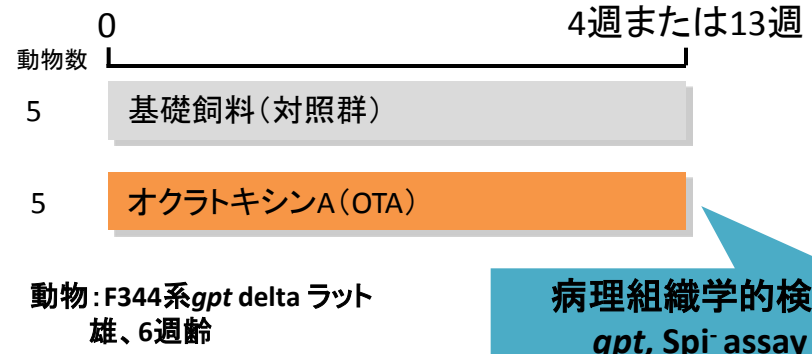 0 4週または13週
動物数
5 基礎飼料（対照群）
5 オクラトキシンA（OTA）
動物：F344系gpt delta ラット
雄、6週齢
病理組織学的検
gpt, Spi⁻ assay